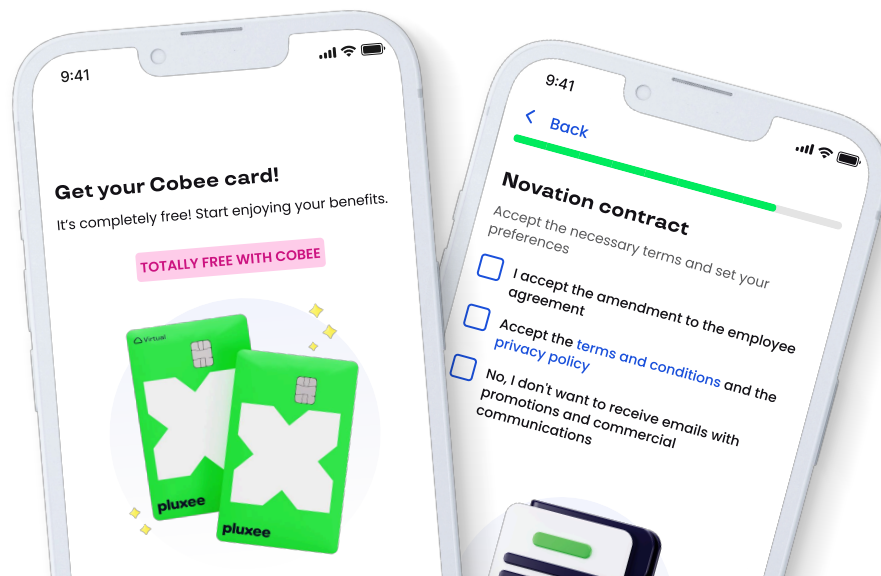 9:41
Get your Cobee card!
It's completely free! Start enjoying your benefits.
TOTALLY FREE WITH COBEE
Virtual
pluxee
pluxee
9:41
Back
Novation contract
Accept the necessary terms and set your
preferences
I accept the amendment to the employee
agreement
Accept the terms and conditions and the
privacy policy
No, I don't want to receive emails with
promotions and commercial
communications